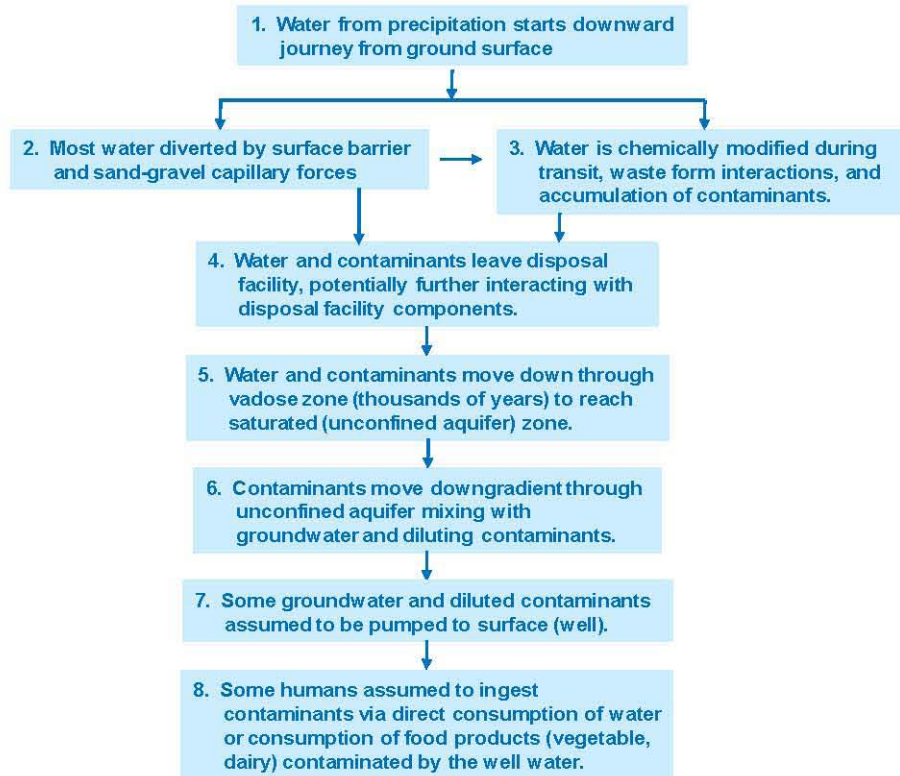 1. Water from precipitation starts downward
journey from ground surface
2. Most water diverted by surface barrier
and sand-gravel capillary forces
3. Water is chemically modified during
transit, waste form interactions, and
accumulation of contaminants.
4. Water and contaminants leave disposal
facility, potentially further interacting with
disposal facility components.
5. Water and contaminants move down through
vadose zone (thousands of years) to reach
saturated (unconfined aquifer) zone.
6. Contaminants move downgradient through
unconfined aquifer mixing with
groundwater and diluting contaminants.
7. Some groundwater and diluted contaminants
assumed to be pumped to surface (well).
8. Some humans assumed to ingest
contaminants via direct consumption of water
or consumption of food products (vegetable,
dairy) contaminated by the well water.